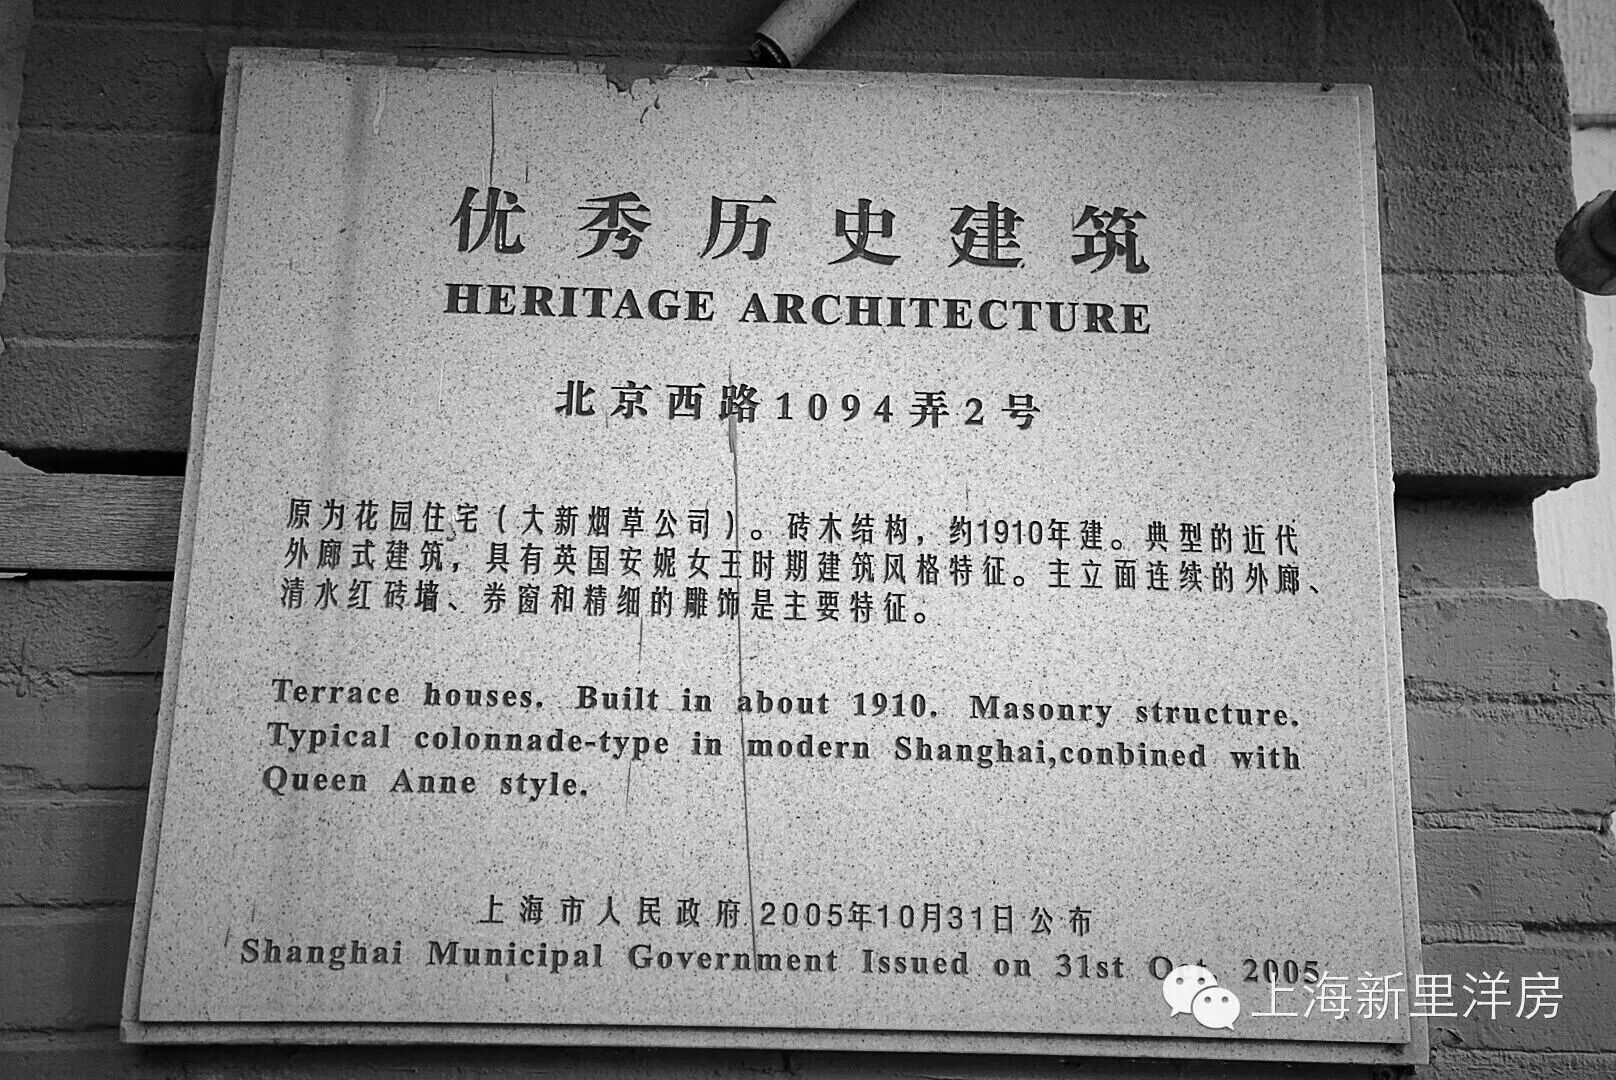 优秀历史建筑
HERITAGE ARCHITECTURE
北京西路1094弄2号
原为花园住宅（大新烟草公司）。砖木结构，约1910年建。典型的近代
外廊式建筑，具有英国安妮女王时期建筑风格特征。主立面连续的外廊、
清水红砖墙、券窗和精细的雕饰是主要特征。
Terrace houses. Built in about 1910. Masonry structure.
Typical colonnade-type in modern Shanghai,conbined with
Queen Anne style.
上海市人民政府2005年10月31日公布
Shanghai Municipal Government Issued on 31st Oct. 2005
上海新里洋房